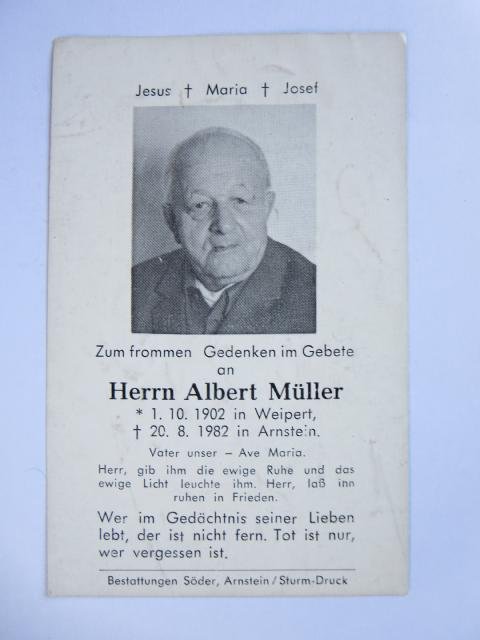 Jesus † Maria † Josef
Zum frommen Gedenken im Gebete
an
Herrn Albert Müller
* 1. 10. 1902 in Weipert,
† 20. 8. 1982 in Arnstein.
Vater unser – Ave Maria.
Herr, gib ihm die ewige Ruhe und das
ewige Licht leuchte ihm. Herr, laß inn
ruhen in Frieden.
Wer im Gedächtnis seiner Lieben
lebt, der ist nicht fern. Tot ist nur,
wer vergessen ist.
Bestattungen Söder, Arnstein / Sturm-Druck